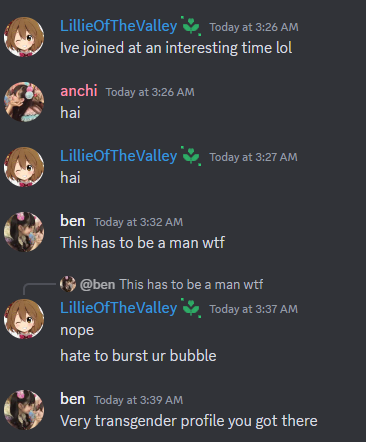 LillieOfTheValley Today at 3:26 AM
Ive joined at an interesting time lol
anchi Today at 3:26 AM
hai
LillieOfTheValley Today at 3:27 AM
hai
ben Today at 3:32 AM
This has to be a man wtf
@ben This has to be a man wtf
LillieOfTheValley Today at 3:37 AM
nope
hate to burst ur bubble
ben Today at 3:39 AM
Very transgender profile you got there